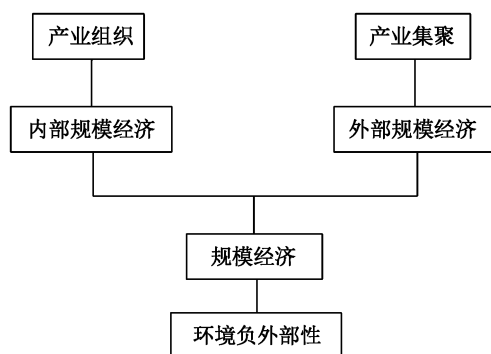 产业组织
产业集聚
内部规模经济
外部规模经济
规模经济
环境负外部性